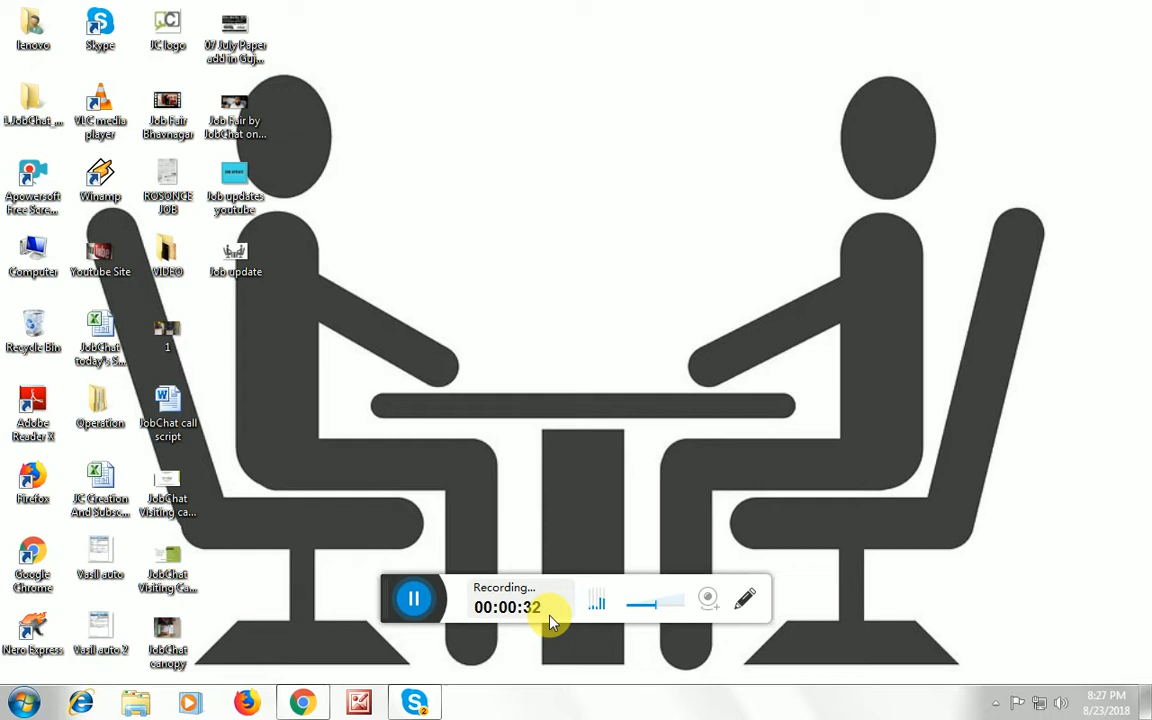 lenovo
Skype
JC logo
07 July Paper
add in Guj...
1.JobChat_...
VLC media
player
Job Fair
Bhavnagar
Job Fair by
JobChat on...
Apowersoft
Free Scre...
Winamp
ROSONCE
JOB
Job updates
youtube
Computer
Youtube Site
VIDEO
Job update
Recycle Bin
JobChat
today's S...
1
Adobe
Reader X
Operation
JobChat call
script
Firefox
JC Creation
And Subsc...
JobChat
Visiting ca...
Google
Chrome
Vasil auto
JobChat
Visiting Ca...
Nero Express
Vasil auto 2
JobChat
canopy
Recording...
00:00:32
2
8:27 PM
8/23/2018